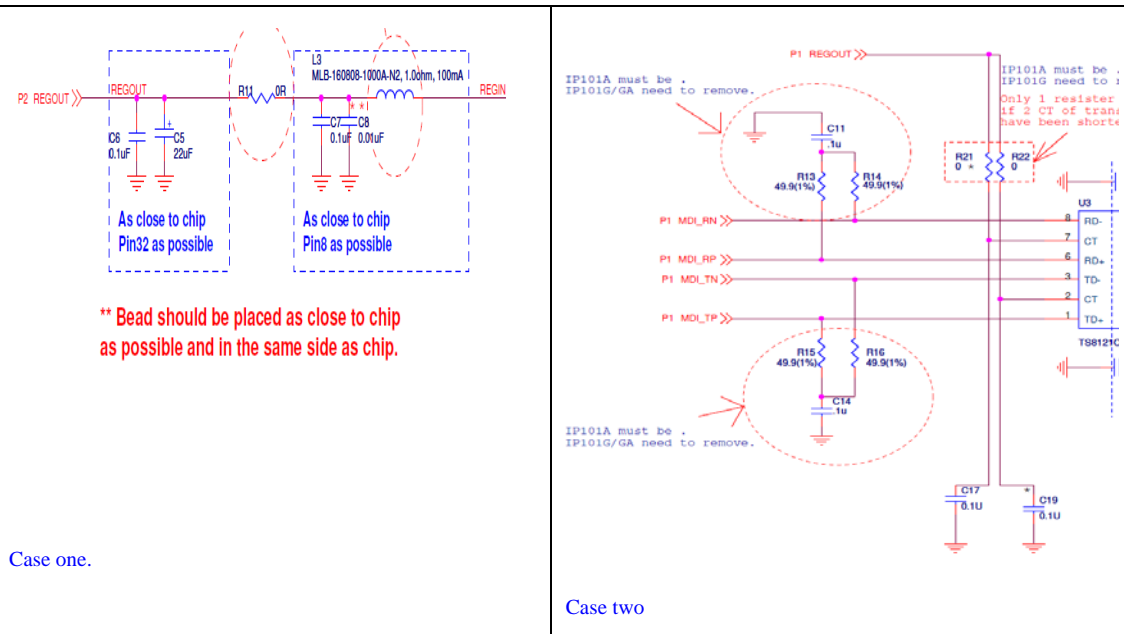 L3
MLB-160808-1000A-N2, 1.0ohm, 100mA
P2 REGOUT
REGOUT
R11
0R
REGIN
C6
0.1uF
+
C5
22uF
C7
0.1uF
* *
C8
0.01uF
As close to chip
Pin32 as possible
As close to chip
Pin8 as possible
** Bead should be placed as close to chip
as possible and in the same side as chip.
Case one.
P1 REGOUT
IP101A must be .
IP101G/GA need to remove.
IP101A must be
IP101G need to
Only 1 resister
if 2 CT of
have been
C11
.1u
R13
49.9(1%)
R14
49.9(1%)
R21
0 *
R22
0
U3
P1 MDI_RN
8 RD-
7 CT
P1 MDI_RP
6 RD+
P1 MDI_TN
3 TD-
2 CT
P1 MDI_TP
1 TD+
R15
49.9(1%)
R16
49.9(1%)
C14
.1u
IP101A must be .
IP101G/GA need to remove.
C17
0.1U
*
C19
0.1U
Case two